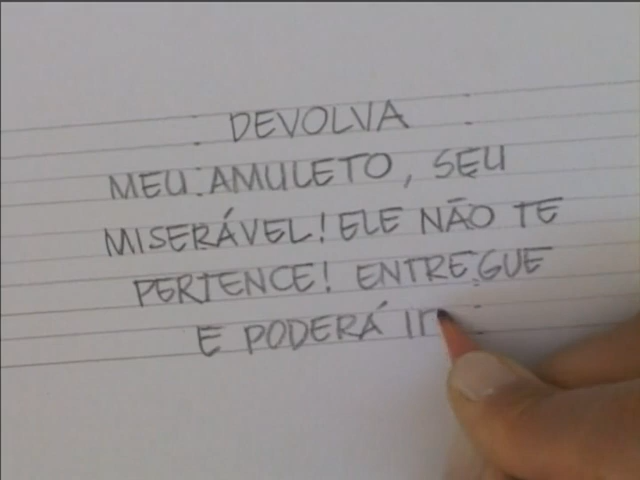 DEVOLVA
MEU AMULETO, SEU
MISERÁVEL! ELE NÃO TE
PERTENCE! ENTREGUE
E PODERÁ IR